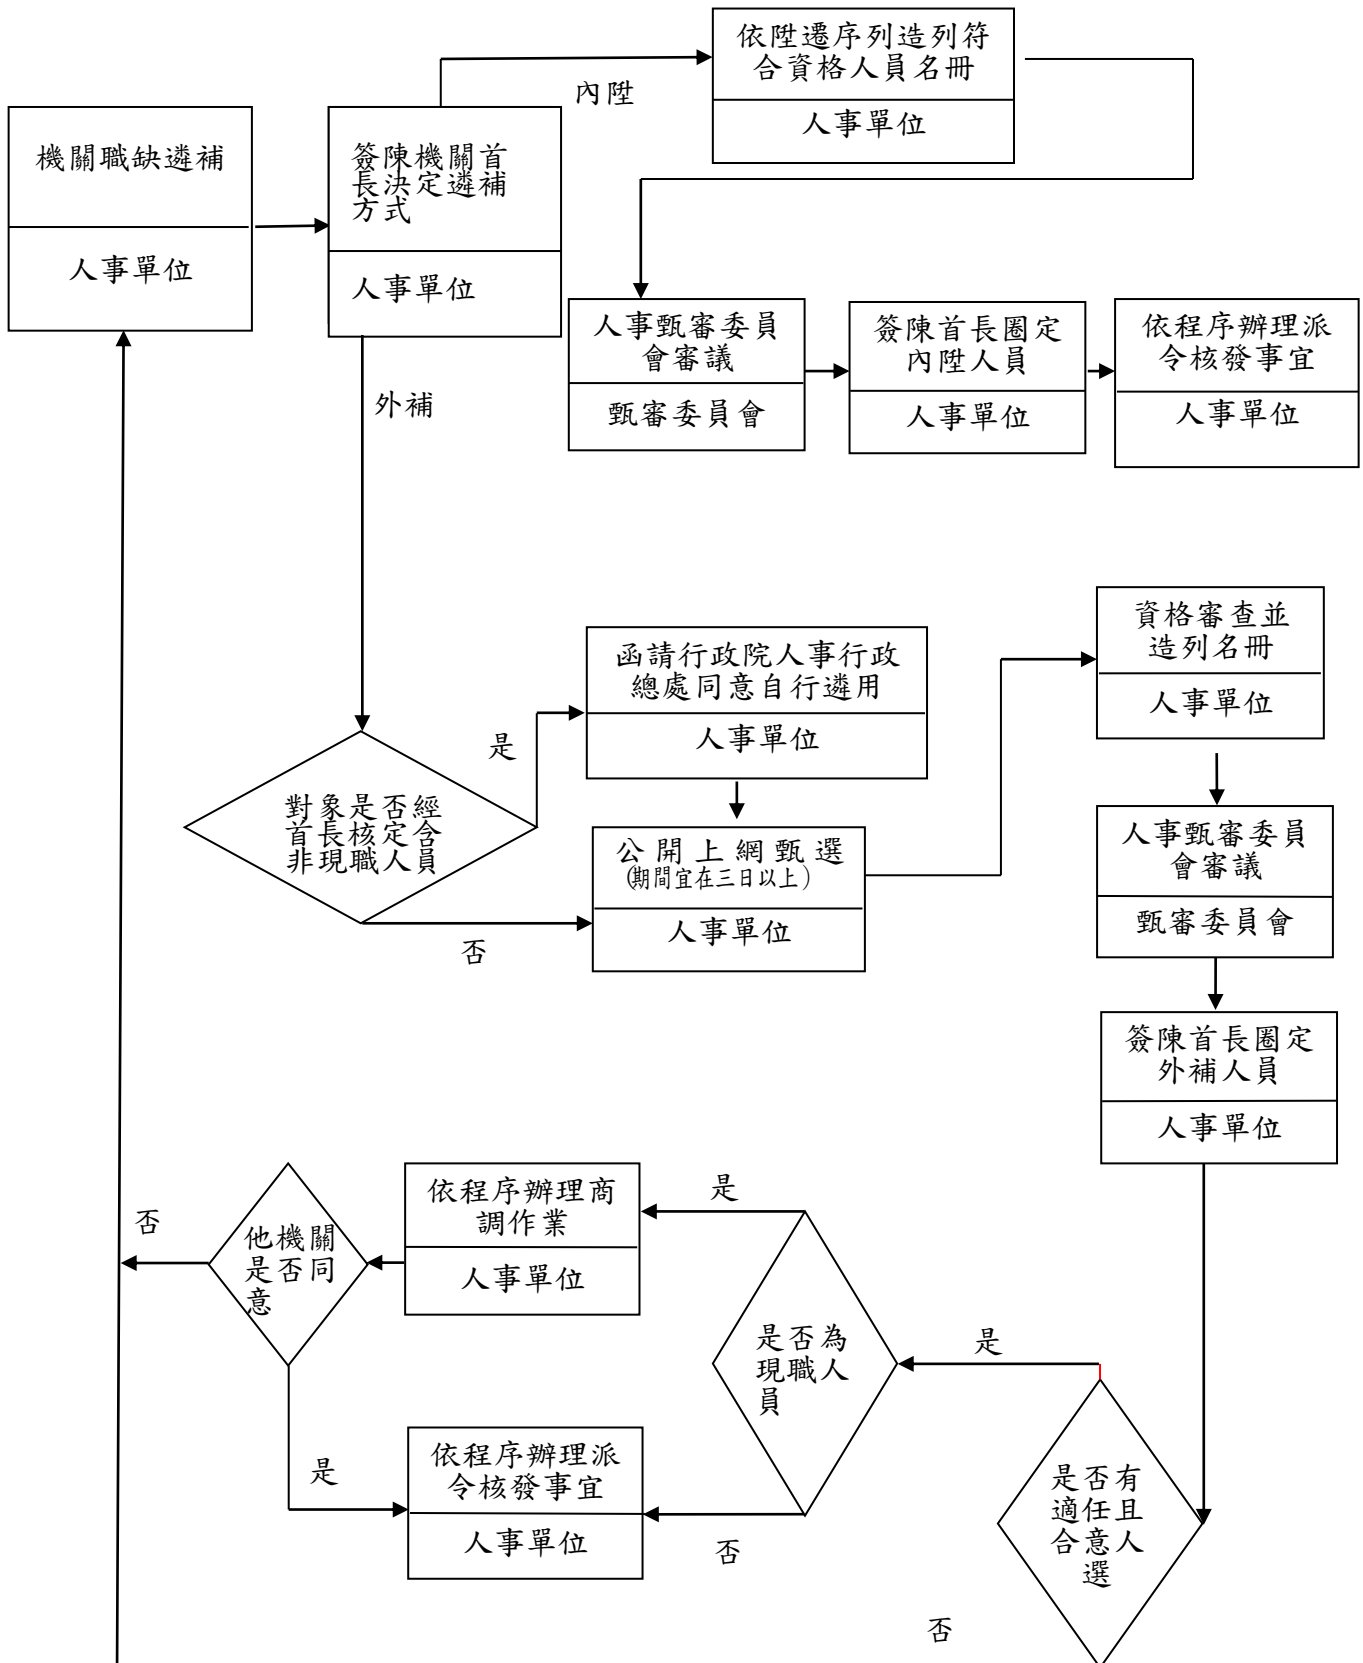 依陞遷序列造列符
合資格人員名冊
人事單位
內陞
機關職缺遴補
人事單位
簽陳機關首
長決定遴補
方式
人事單位
人事甄審委員
會審議
甄審委員會
簽陳首長圈定
內陞人員
人事單位
依程序辦理派
令核發事宜
人事單位
外補
對象是否經
首長核定含
非現職人員
是
否
函請行政院人事行政
總處同意自行遴用
人事單位
公開上網甄選
(期間宜在三日以上)
人事單位
資格審查並
造列名冊
人事單位
人事甄審委員
會審議
甄審委員會
簽陳首長圈定
外補人員
人事單位
是否有
適任且
合意人
選
是
否
是否為
現職人
員
是
否
依程序辦理商
調作業
人事單位
他機關
是否同
意
否
是
依程序辦理派
令核發事宜
人事單位